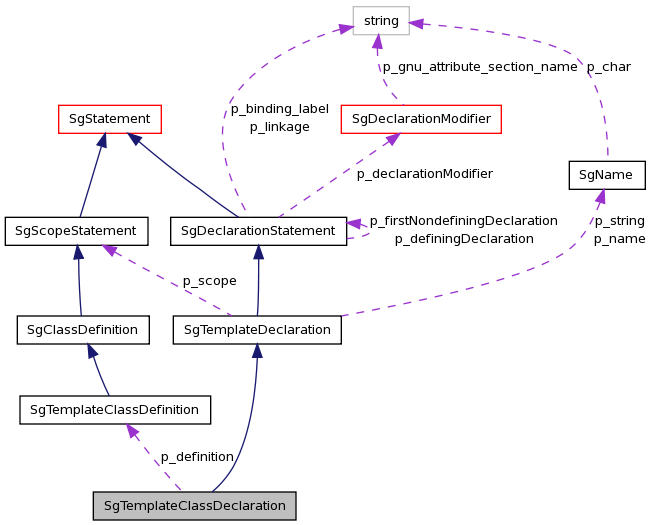 string
p_gnu_attribute_section_name
p_char
p_binding_label
p_linkage
SgStatement
SgDeclarationModifier
p_declarationModifier
SgName
SgScopeStatement
SgDeclarationStatement
p_firstNondefiningDeclaration
p_definingDeclaration
p_string
p_name
p_scope
SgClassDefinition
SgTemplateDeclaration
SgTemplateClassDefinition
p_definition
SgTemplateClassDeclaration